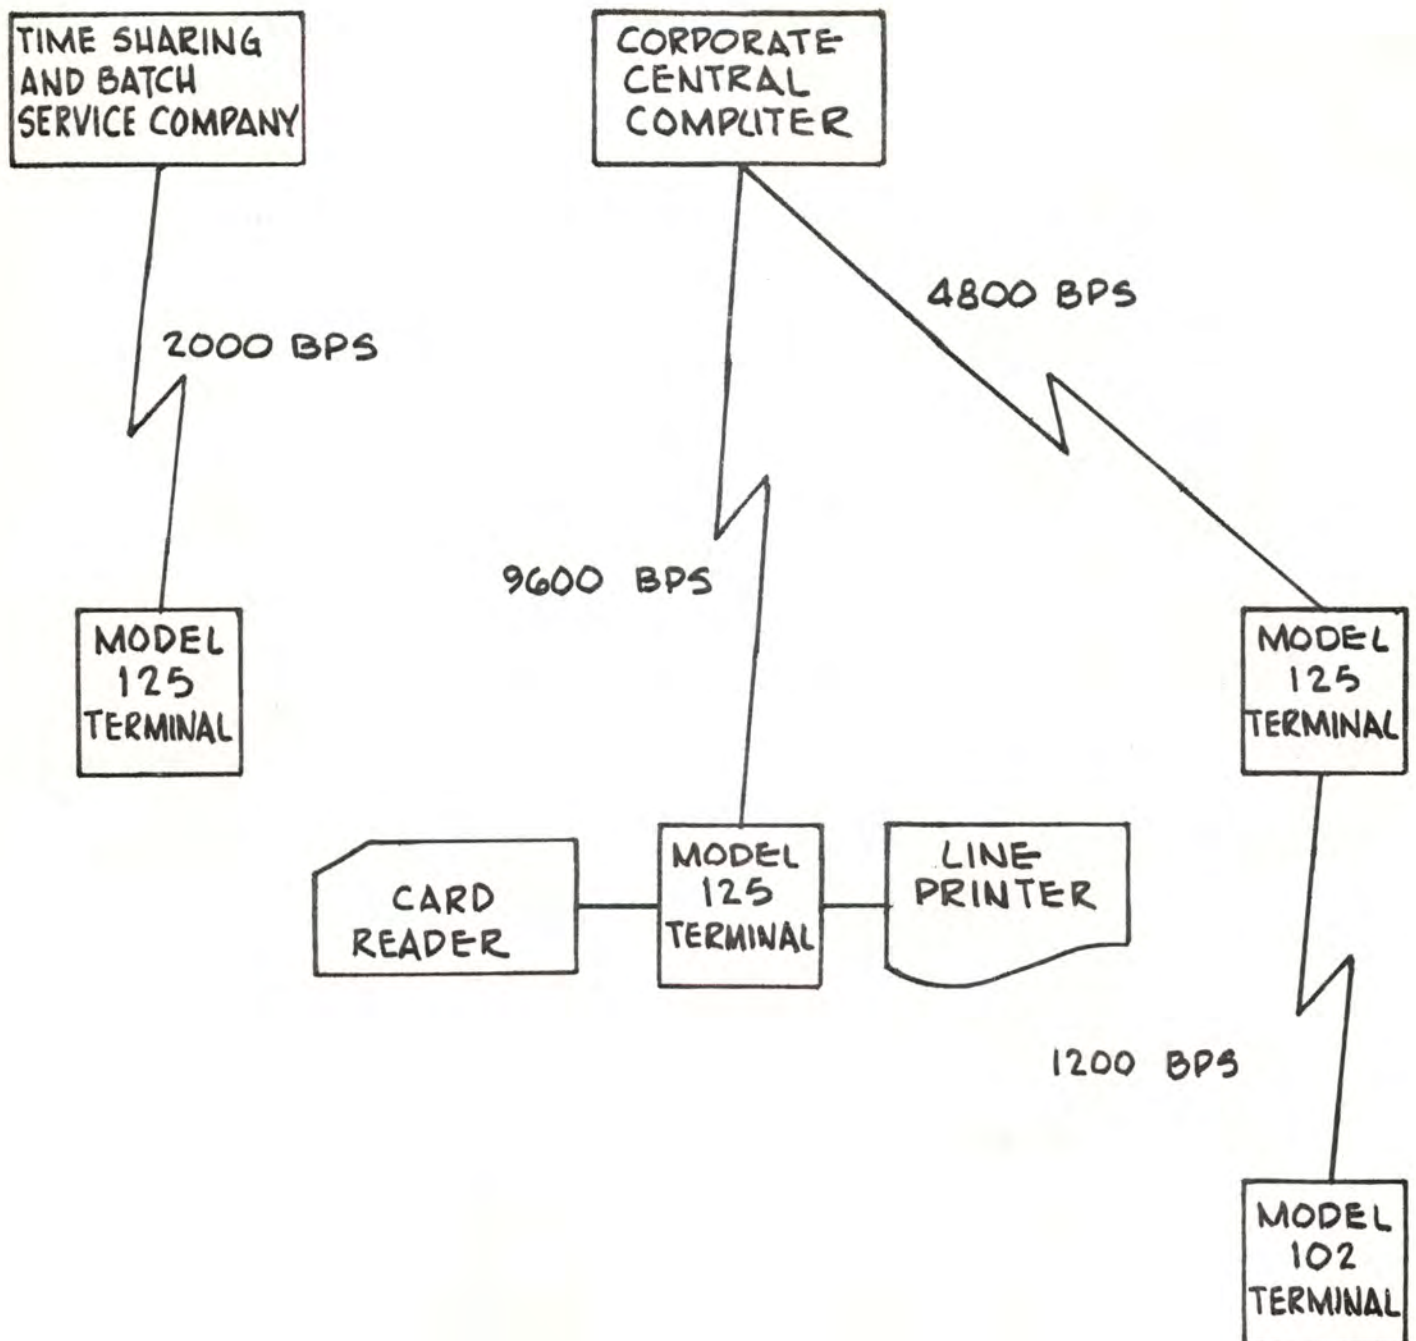 TIME SHARING
AND BATCH
SERVICE COMPANY
CORPORATE
CENTRAL
COMPUTER
4800 BPS
2000 BPS
9600 BPS
MODEL
125
TERMINAL
MODEL
125
TERMINAL
CARD
READER
MODEL
125
TERMINAL
LINE
PRINTER
1200 BPS
MODEL
102
TERMINAL